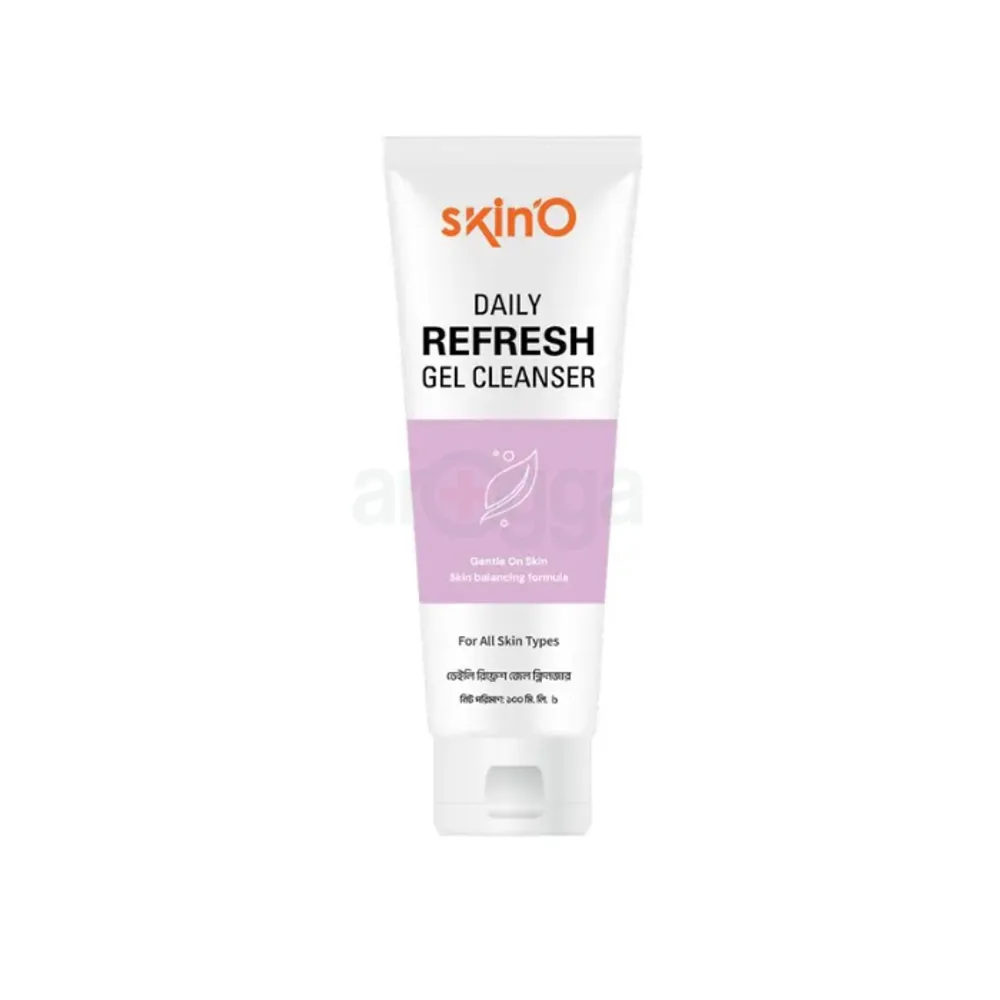 skin'O
DAILY
REFRESH
GEL CLEANSER
arogga
Gentle On Skin
Skin balancing formula
For All Skin Types
ডেইলি রিফ্রেশ জেল ক্লিনজার
নিট পরিমাণ: ১০০ মি. লি.